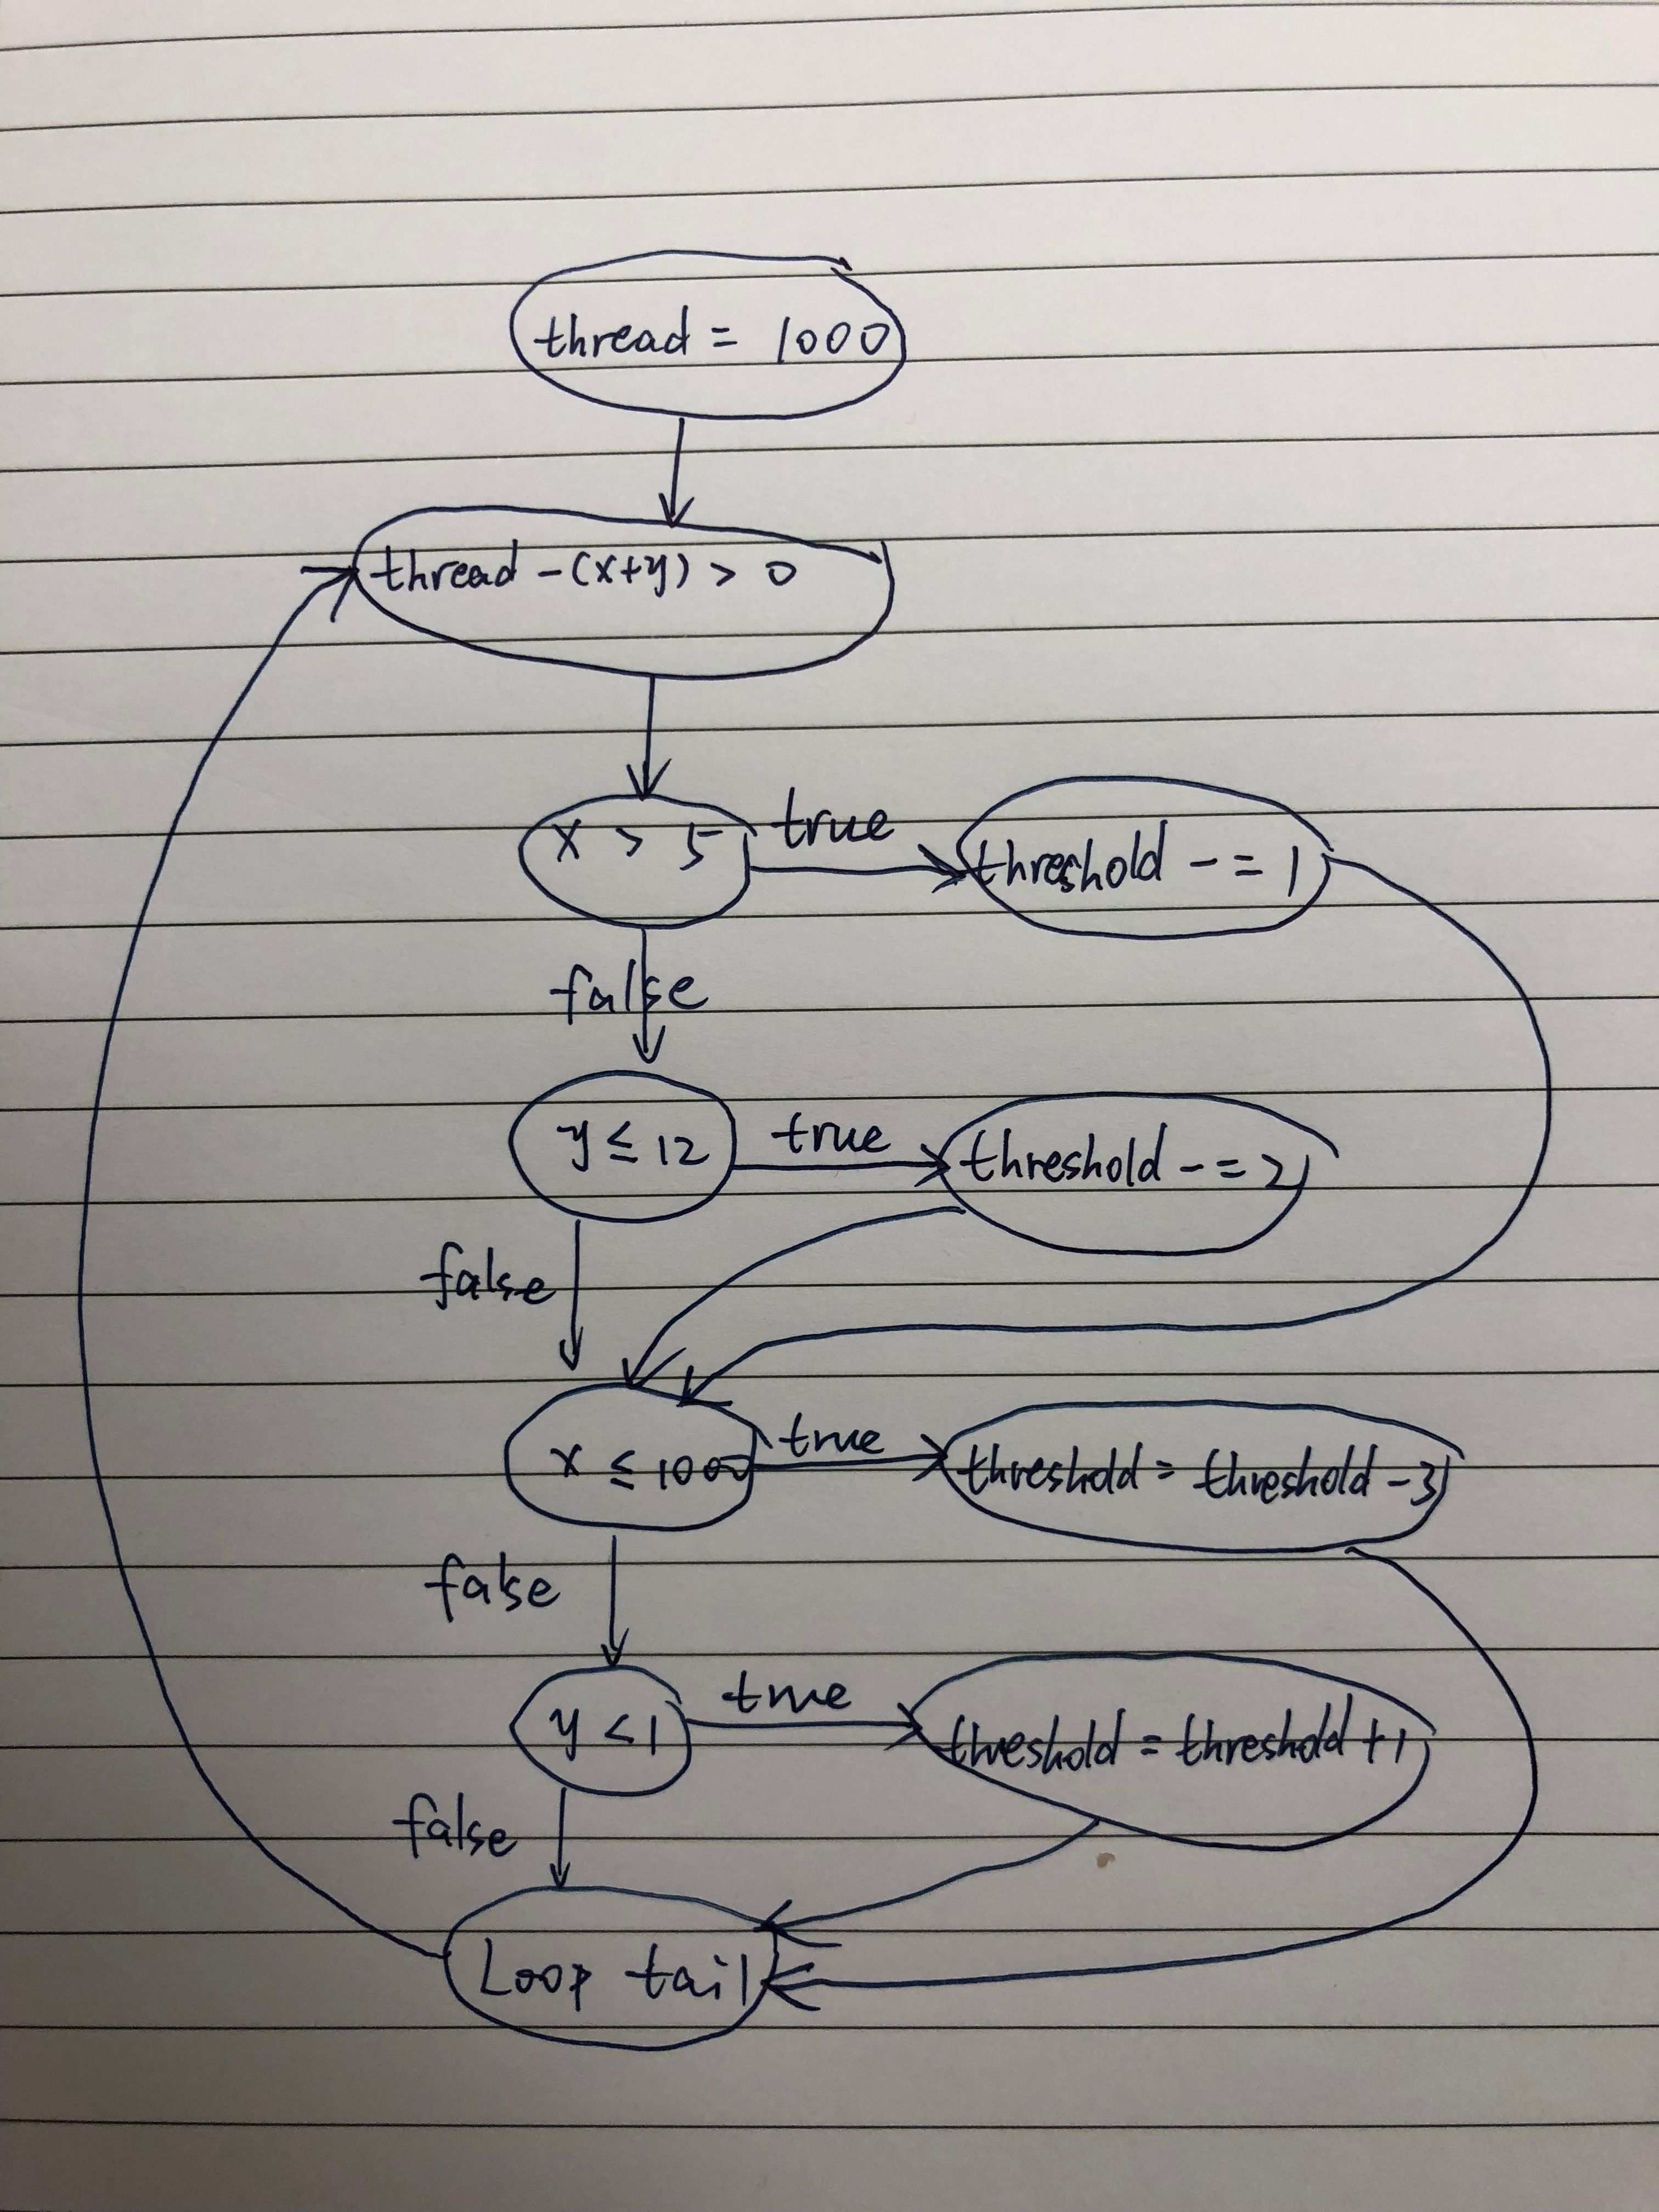 thread = 1000
thread - (x+y) > 0
x > 5
true
threshold -= 1
false
y ≤ 12
true
threshold -= 2
false
x ≤ 1000
true
threshold = threshold - 3
false
y < 1
true
threshold = threshold + 1
false
Loop tail